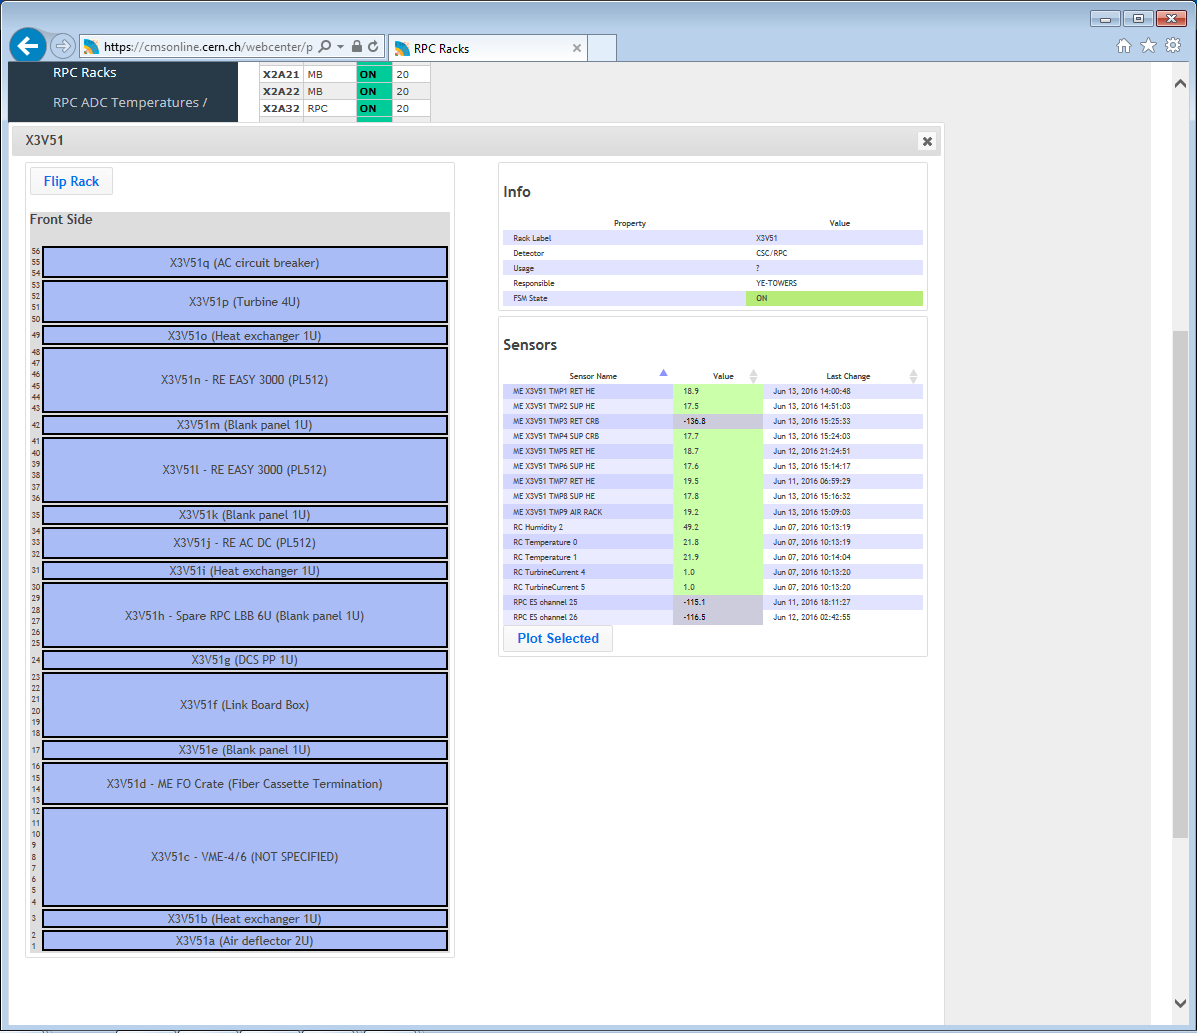 https://cmsonline.cern.ch/webcenter/p
RPC Racks
RPC Racks
RPC ADC Temperatures /
X2A21 MB ON 20
X2A22 MB ON 20
X2A32 RPC ON 20
X3V51
Flip Rack
Front Side
56
55 X3V51q (AC circuit breaker)
54
53
52 X3V51p (Turbine 4U)
51
50
49 X3V51o (Heat exchanger 1U)
48
47
46 X3V51n - RE EASY 3000 (PL512)
45
44
43
42 X3V51m (Blank panel 1U)
41
40
39 X3V51l - RE EASY 3000 (PL512)
38
37
36
35 X3V51k (Blank panel 1U)
34
33 X3V51j - RE AC DC (PL512)
32
31 X3V51i (Heat exchanger 1U)
30
29
28 X3V51h - Spare RPC LBB 6U (Blank panel 1U)
27
26
25
24 X3V51g (DCS PP 1U)
23
22
21 X3V51f (Link Board Box)
20
19
18
17 X3V51e (Blank panel 1U)
16
15 X3V51d - ME FO Crate (Fiber Cassette Termination)
14
13
12
11
10
9
8 X3V51c - VME-4/6 (NOT SPECIFIED)
7
6
5
4
3 X3V51b (Heat exchanger 1U)
2 X3V51a (Air deflector 2U)
1
Info
Property Value
Rack Label X3V51
Detector CSC/RPC
Usage ?
Responsible YE-TOWERS
FSM State ON
Sensors
Sensor Name Value Last Change
ME X3V51 TMP1 RET HE 18.9 Jun 13, 2016 14:00:48
ME X3V51 TMP2 SUP HE 17.5 Jun 13, 2016 14:51:03
ME X3V51 TMP3 RET CRB -136.8 Jun 13, 2016 15:25:33
ME X3V51 TMP4 SUP CRB 17.7 Jun 13, 2016 15:24:03
ME X3V51 TMP5 RET HE 18.7 Jun 12, 2016 21:24:51
ME X3V51 TMP6 SUP HE 17.6 Jun 13, 2016 15:14:17
ME X3V51 TMP7 RET HE 19.5 Jun 11, 2016 06:59:29
ME X3V51 TMP8 SUP HE 17.8 Jun 13, 2016 15:16:32
ME X3V51 TMP9 AIR RACK 19.2 Jun 13, 2016 15:09:03
RC Humidity 2 49.2 Jun 07, 2016 10:13:19
RC Temperature 0 21.8 Jun 07, 2016 10:13:19
RC Temperature 1 21.9 Jun 07, 2016 10:14:04
RC TurbineCurrent 4 1.0 Jun 07, 2016 10:13:20
RC TurbineCurrent 5 1.0 Jun 07, 2016 10:13:20
RPC ES channel 25 -115.1 Jun 11, 2016 18:11:27
RPC ES channel 26 -116.5 Jun 12, 2016 02:42:55
Plot Selected